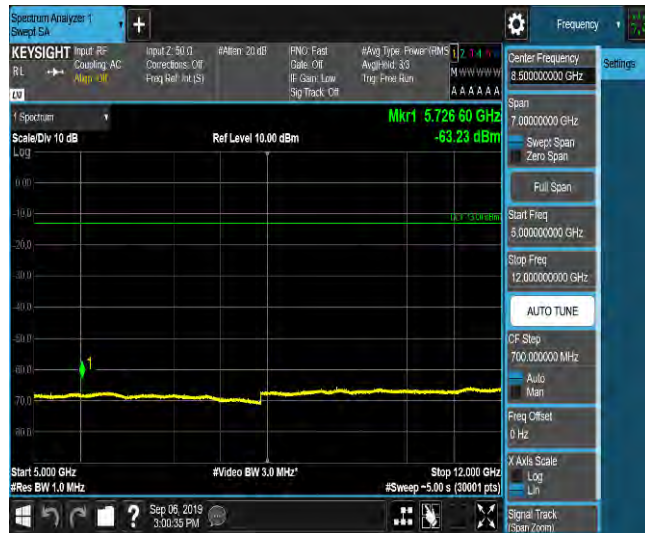 Spectrum Analyzer 1
Swept SA
+
Frequency
KEYSIGHT
RL
Input: RF
Coupling: AC
Align: Off
Input Z: 50 Ω
Corrections: Off
Freq Ref: Int (S)
#Atten: 20 dB
PNO: Fast
Gate: Off
IF Gain: Low
Sig Track: Off
#Avg Type: Power (RMS
Avg|Hold: 3/3
Trig: Free Run
1 2 3 4
M W W W W W
A A A A A A
1 Spectrum
Scale/Div 10 dB
Log
Ref Level 10.00 dBm
Mkr1 5.726 60 GHz
-63.23 dBm
0.00
-10.0
-20.0
-30.0
-40.0
-50.0
-60.0
-70.0
-80.0
1
Start 5.000 GHz
#Res BW 1.0 MHz
#Video BW 3.0 MHz*
Stop 12.000 GHz
#Sweep ~5.00 s (30001 pts)
?
Sep 06, 2019
3:00:35 PM
Center Frequency
8.500000000 GHz
Settings
Span
7.00000000 GHz
Swept Span
Zero Span
Full Span
Start Freq
5.000000000 GHz
Stop Freq
12.000000000 GHz
AUTO TUNE
CF Step
700.000000 MHz
Auto
Man
Freq Offset
0 Hz
X Axis Scale
Log
Lin
Signal Track
(Span Zoom)